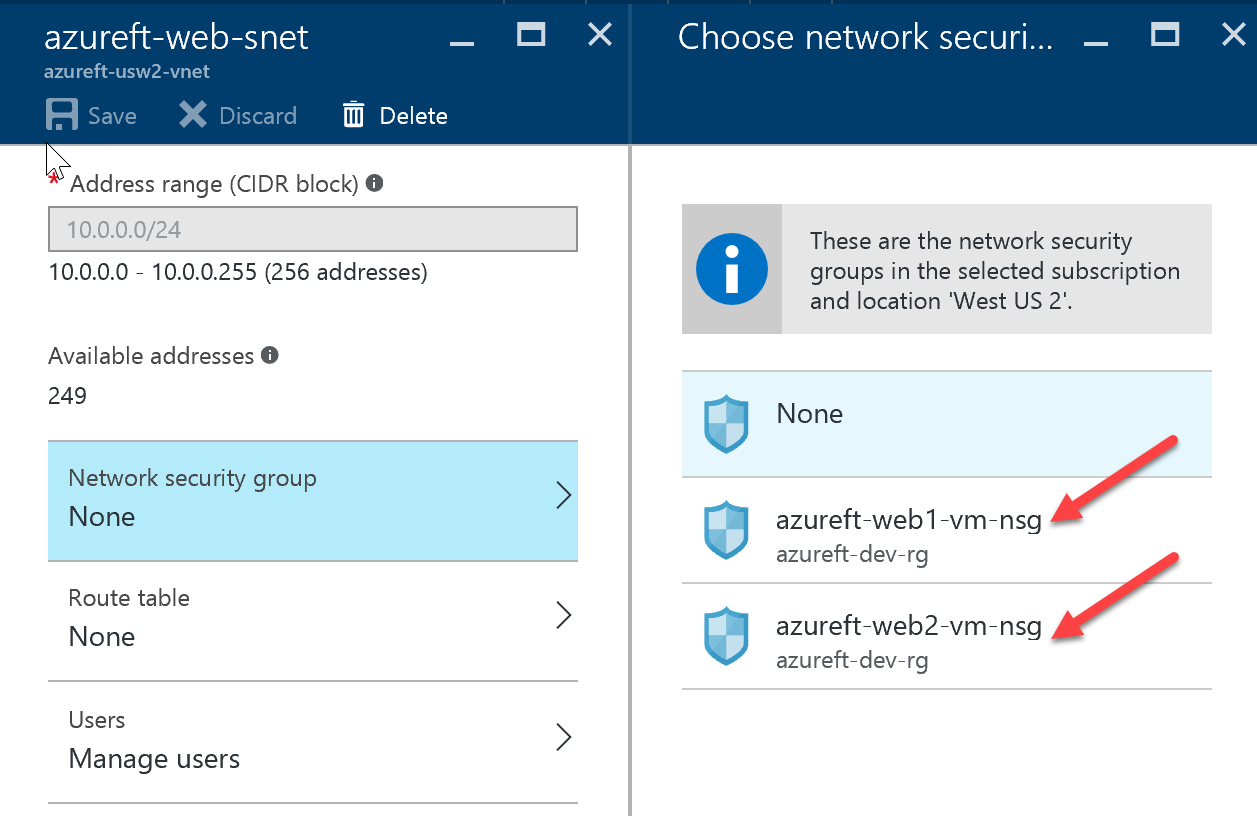 azureft-web-snet
azureft-usw2-vnet
Save
Discard
Delete
* Address range (CIDR block)
10.0.0.0/24
10.0.0.0 - 10.0.0.255 (256 addresses)
Available addresses
249
Network security group
None
Route table
None
Users
Manage users
Choose network securi...
These are the network security
groups in the selected subscription
and location 'West US 2'.
None
azureft-web1-vm-nsg
azureft-dev-rg
azureft-web2-vm-nsg
azureft-dev-rg